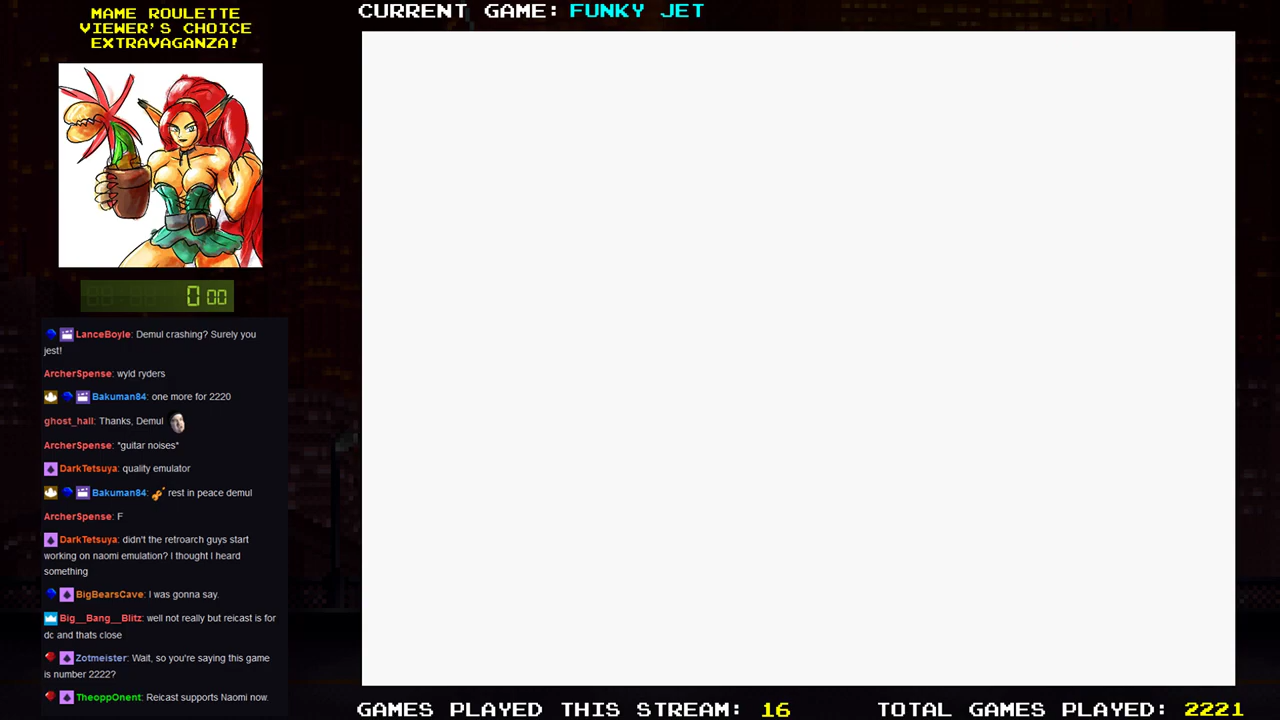 MAME ROULETTE
VIEWER'S CHOICE
EXTRAVAGANZA!
CURRENT GAME: FUNKY JET
0 00
LanceBoyle: Demul crashing? Surely you
jest!
ArcherSpense: wyld ryders
Bakuman84: one more for 2220
ghost_hall: Thanks, Demul
ArcherSpense: *guitar noises*
DarkTetsuya: quality emulator
Bakuman84: rest in peace demul
ArcherSpense: F
DarkTetsuya: didn't the retroarch guys start
working on naomi emulation? I thought I heard
something
BigBearsCave: I was gonna say.
Big__Bang__Blitz: well not really but reicast is for
dc and thats close
Zotmeister: Wait, so you're saying this game
is number 2222?
TheoppOnent: Reicast supports Naomi now.
GAMES PLAYED THIS STREAM: 16
TOTAL GAMES PLAYED: 2221